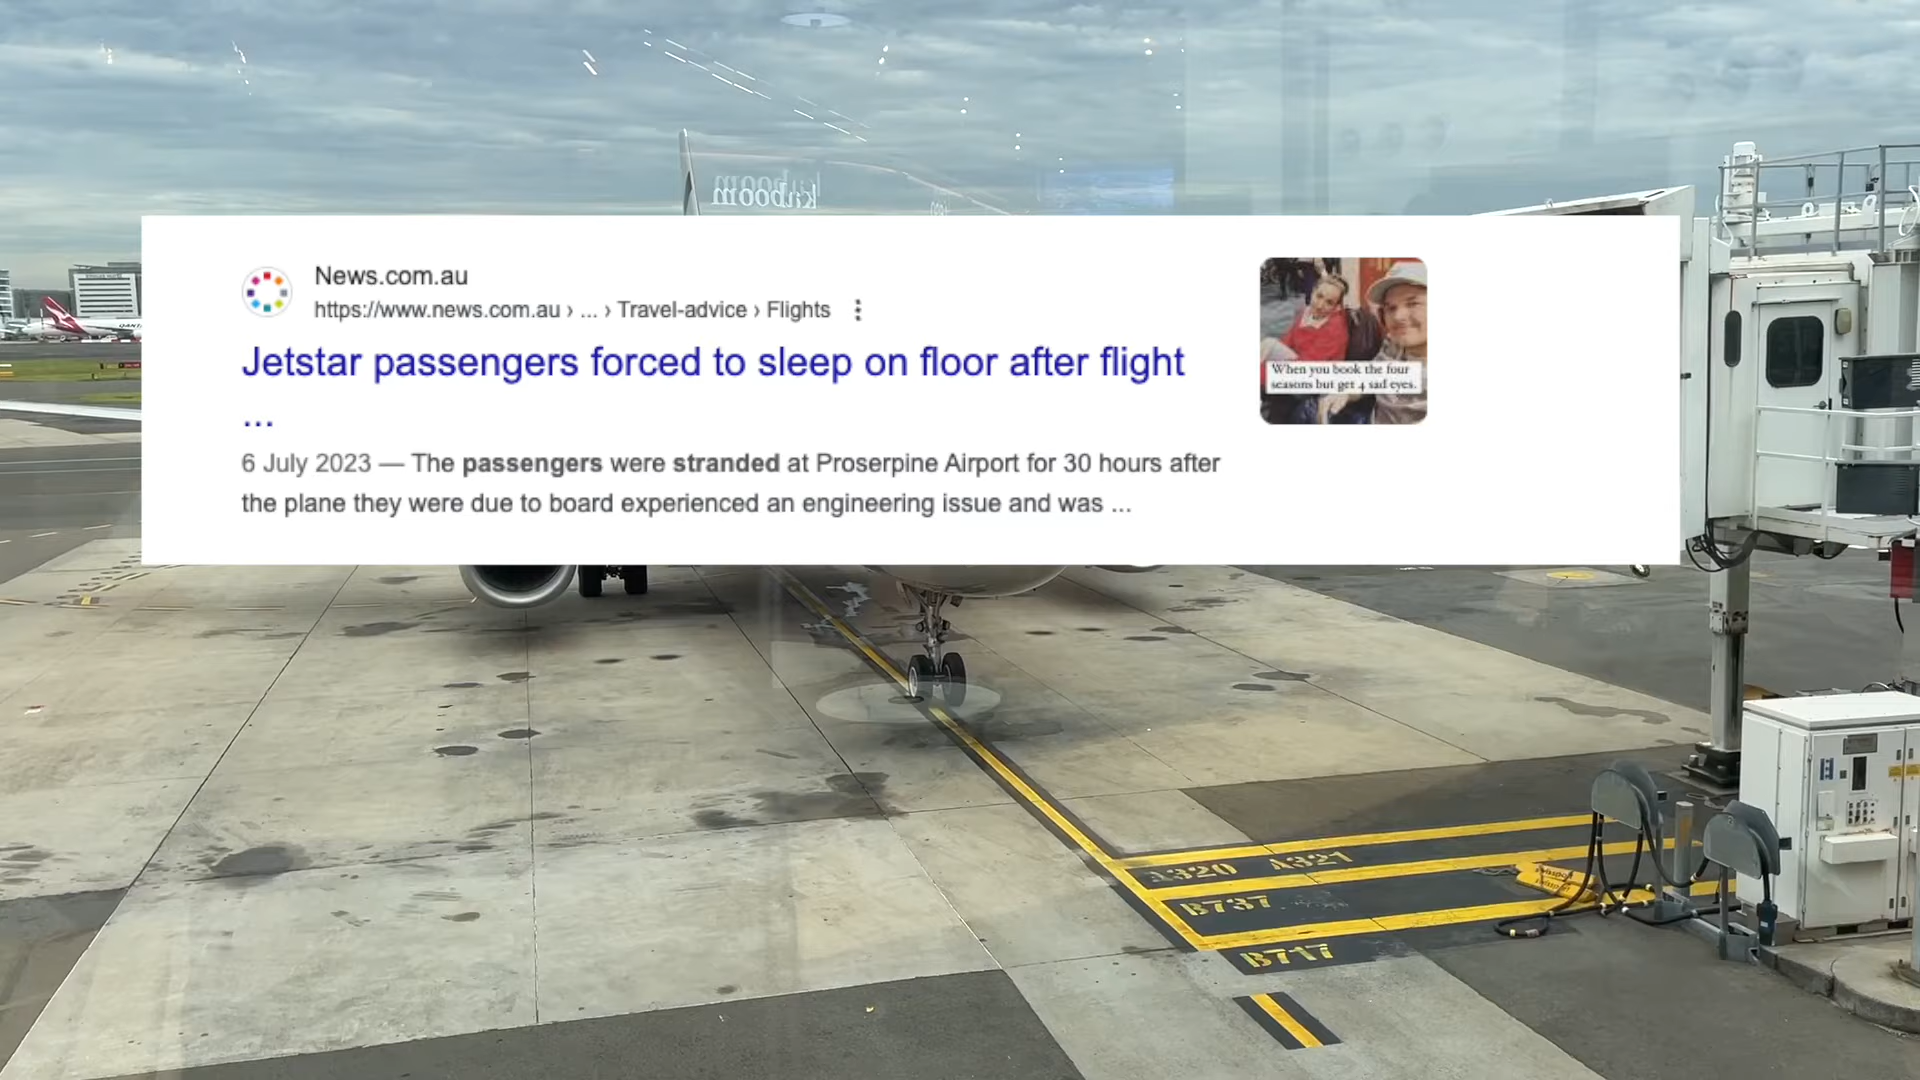 kaboom
News.com.au
https://www.news.com.au › ... › Travel-advice › Flights
Jetstar passengers forced to sleep on floor after flight
...
6 July 2023 — The passengers were stranded at Proserpine Airport for 30 hours after
the plane they were due to board experienced an engineering issue and was ...
When you book the four
seasons but get 4 sad eyes.
A320 A321
B737
B717